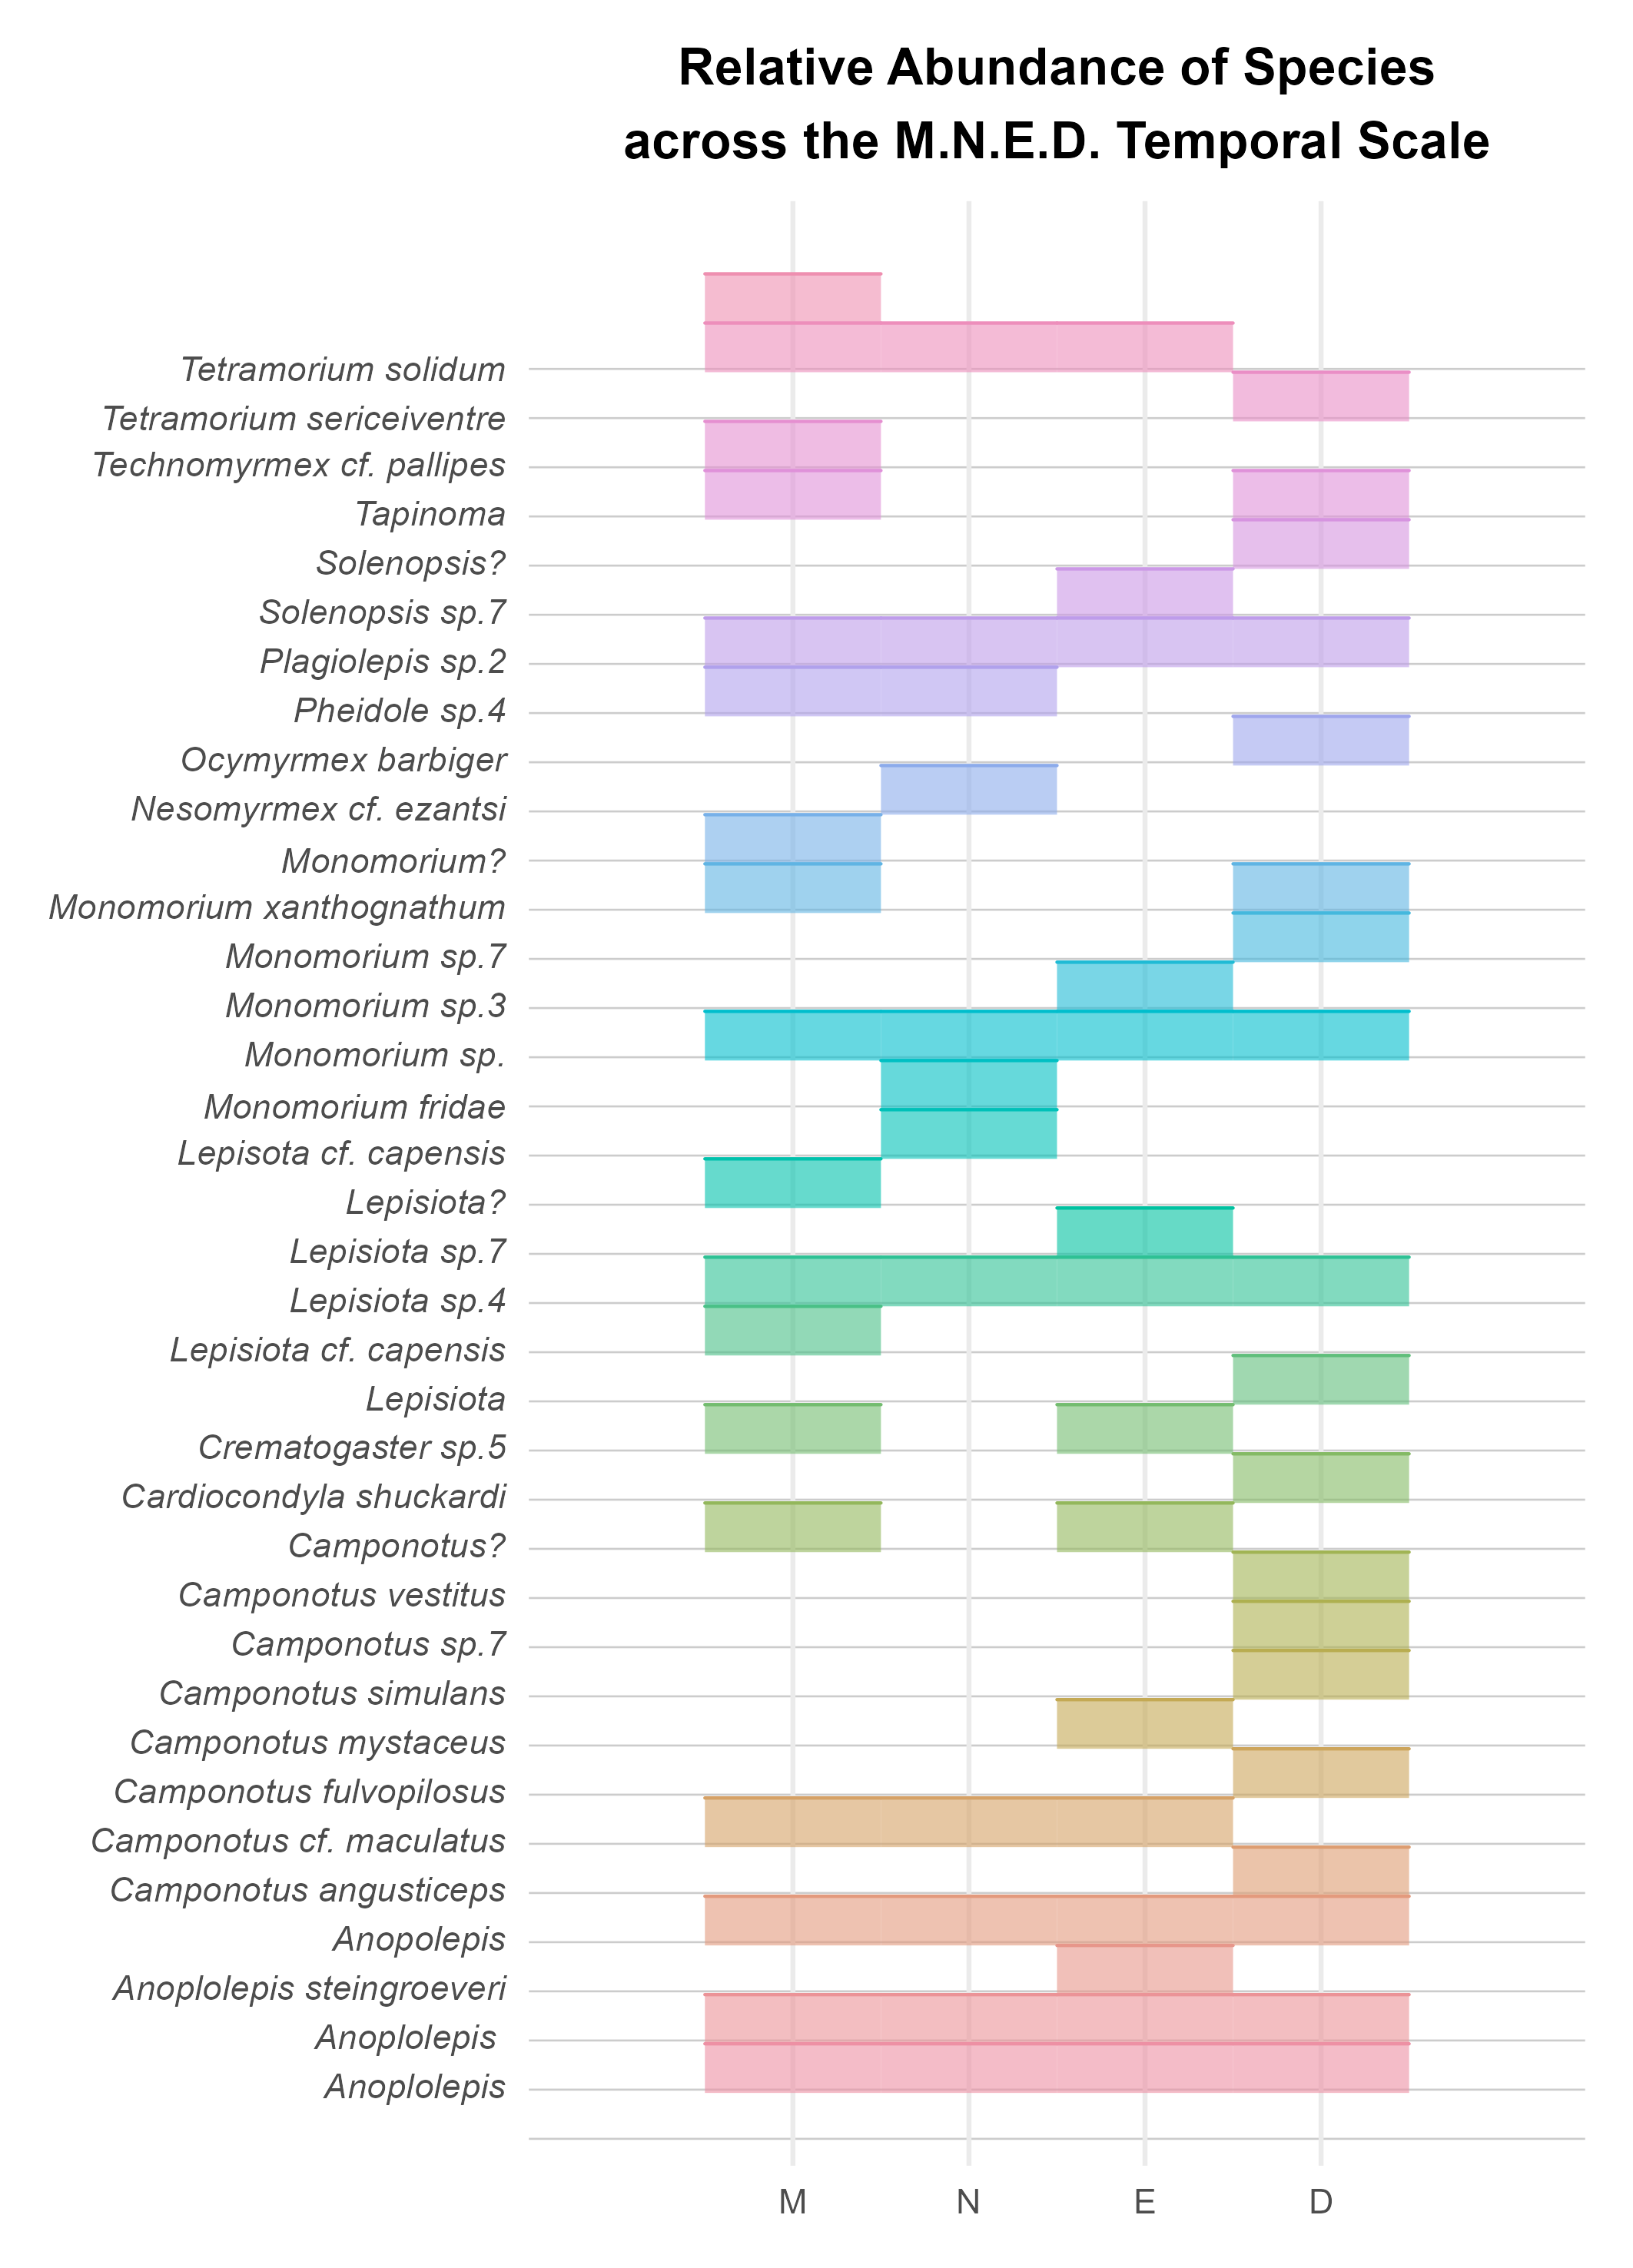 Relative Abundance of Species
across the M.N.E.D. Temporal Scale
Tetramorium solidum
Tetramorium sericeiventre
Technomyrmex cf. pallipes
Tapinoma
Solenopsis?
Solenopsis sp.7
Plagiolepis sp.2
Pheidole sp.4
Ocymyrmex barbiger
Nesomyrmex cf. ezantsi
Monomorium?
Monomorium xanthognathum
Monomorium sp.7
Monomorium sp.3
Monomorium sp.
Monomorium fridae
Lepisota cf. capensis
Lepisiota?
Lepisiota sp.7
Lepisiota sp.4
Lepisiota cf. capensis
Lepisiota
Crematogaster sp.5
Cardiocondyla shuckardi
Camponotus?
Camponotus vestitus
Camponotus sp.7
Camponotus simulans
Camponotus mystaceus
Camponotus fulvopilosus
Camponotus cf. maculatus
Camponotus angusticeps
Anopolepis
Anoplolepis steingroeveri
Anoplolepis
Anoplolepis
M N E D